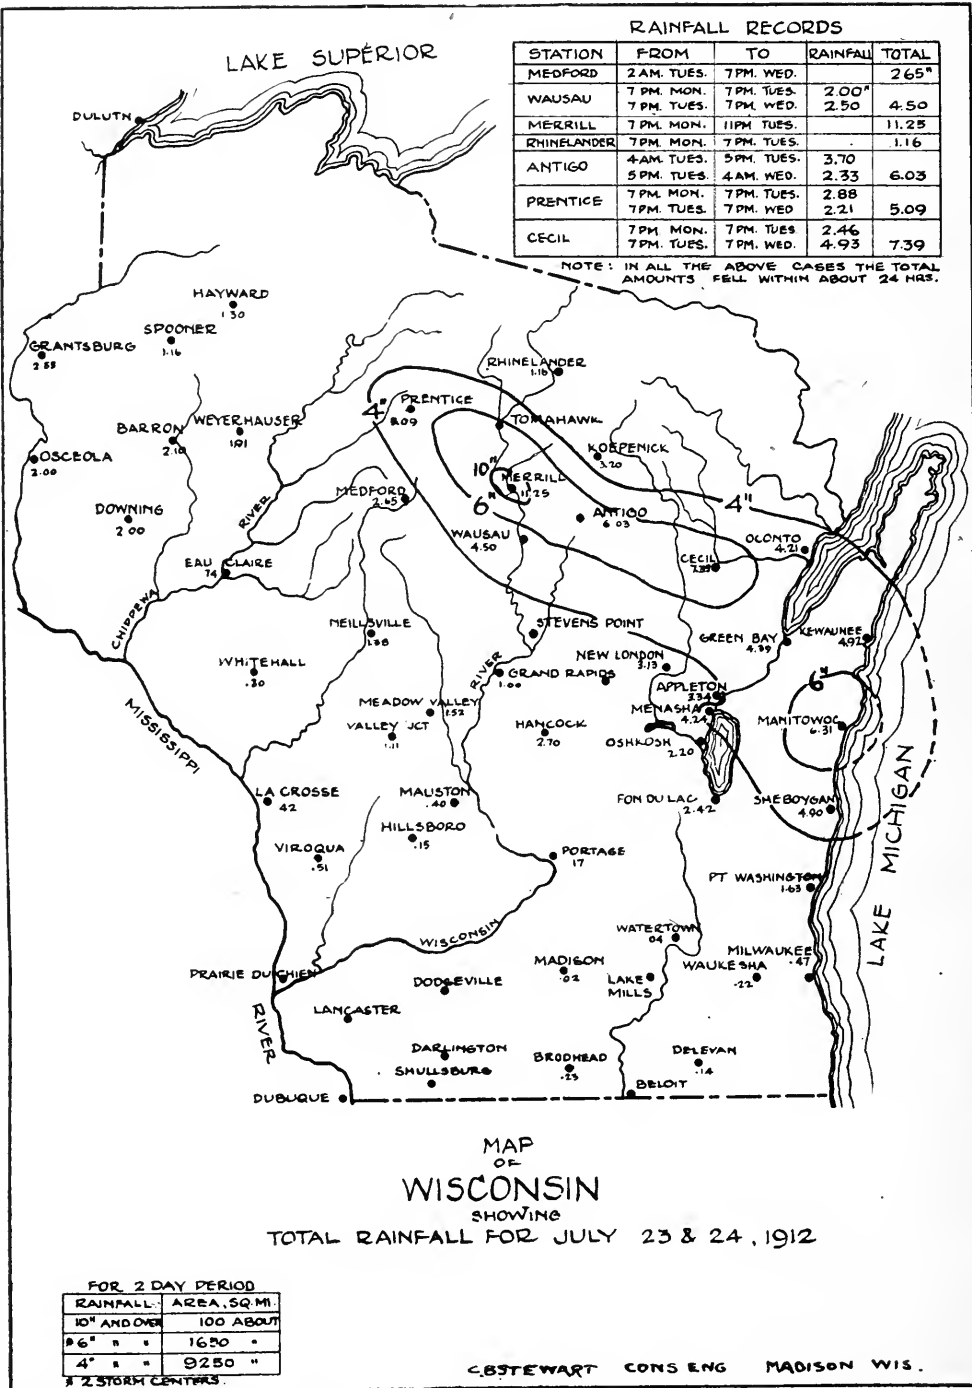 RAINFALL RECORDS
STATION FROM TO RAINFALL TOTAL
MEDFORD 2 AM. TUES. 7 PM. WED. 265"
WAUSAU 7 PM. MON. 7 PM. TUES. 2.00"
7 PM. TUES. 7 PM. WED. 2.50 4.50
MERRILL 7 PM. MON. 11 PM TUES. 11.25
RHINELANDER 7 PM. MON. 7 PM. TUES. 1.16
ANTIGO 4 AM. TUES. 5 PM. TUES. 3.70
5 PM. TUES. 4 AM. WED. 2.33 6.03
PRENTICE 7 PM. MON. 7 PM. TUES. 2.88
7 PM. TUES. 7 PM. WED 2.21 5.09
CECIL 7 PM. MON. 7 PM. TUES 2.46
7 PM. TUES. 7 PM. WED. 4.93 7.39
NOTE: IN ALL THE ABOVE CASES THE TOTAL
AMOUNTS FELL WITHIN ABOUT 24 HRS.
LAKE SUPERIOR
DULUTH
HAYWARD
1.30
SPOONER
1.16
GRANTSBURG
RHINELANDER
1.16
4"
PRENTICE
TOMAHAWK
BARRON
2.10
WEYERHAUSER
OSCEOLA
2.00
KOEPENICK
3.20
10"
MERRILL
11.25
6"
4"
MEDFORD
2.65
DOWNING
2.00
ANTIGO
6.03
WAUSAU
4.50
OCONTO
4.21
CECIL
7.39
RIVER
EAU CLAIRE
74
CHIPPEWA
NEILLSVILLE
1.38
STEVENS POINT
GREEN BAY
4.39
KEWAUNEE
4.92
WHITEHALL
.30
RIVER
GRAND RAPIDS
1.00
NEW LONDON
3.13
APPLETON
3.34
6"
MEADOW VALLEY
1.52
MENASHA
4.24
MANITOWOC
6.31
VALLEY JCT
1.11
HANCOCK
2.70
OSHKOSH
2.20
MISSISSIPPI
LA CROSSE
42
MAUSTON
.40
FON DU LAC
2.42
SHEBOYGAN
4.90
HILLSBORO
.15
VIROQUA
.51
PORTAGE
17
PT WASHINGTON
1.63
LAKE MICHIGAN
WISCONSIN
WATERTOWN
04
MILWAUKEE
.47
PRAIRIE DU CHIEN
DODGEVILLE
MADISON
.02
LAKE
MILLS
WAUKESHA
.22
LANCASTER
RIVER
DARLINGTON
SHULLSBURG
BRODHEAD
.23
DELEVAN
.14
DUBUQUE
BELOIT
MAP
OF
WISCONSIN
SHOWING
TOTAL RAINFALL FOR JULY 23 & 24, 1912
FOR 2 DAY PERIOD
RAINFALL. AREA, SQ. MI.
10" AND OVER 100 ABOUT
* 6" " " 1650 "
4" " " 9250 "
* 2 STORM CENTERS.
C.B STEWART CONS ENG MADISON WIS.